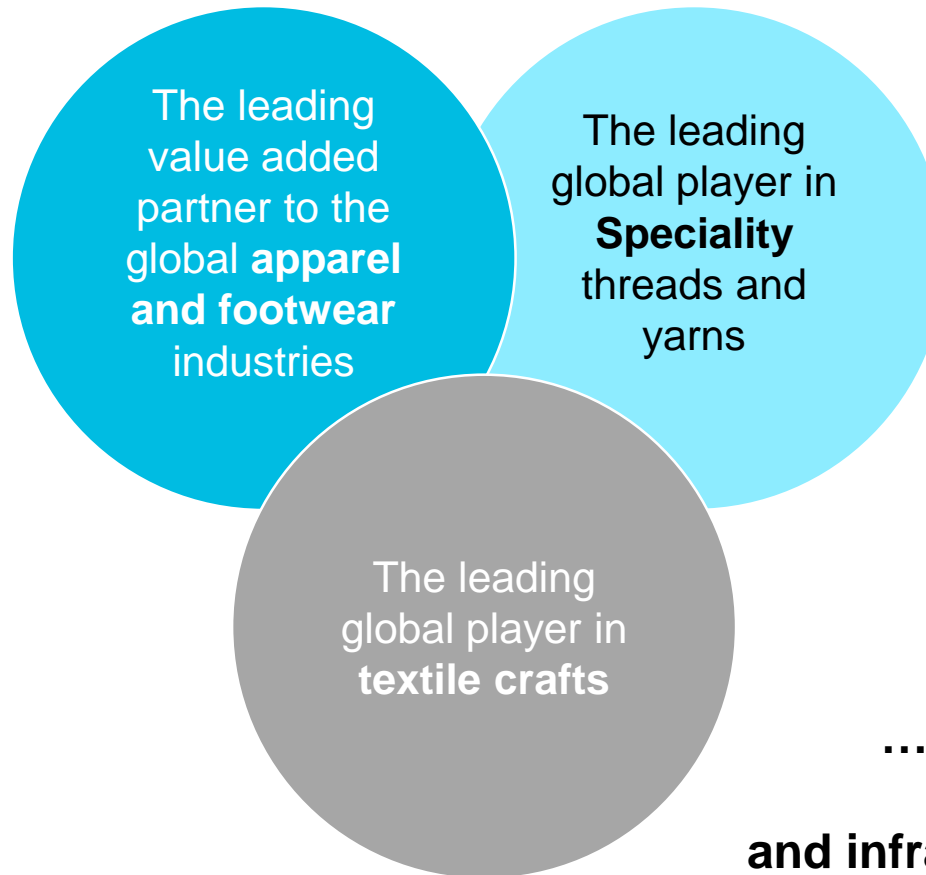 The leading
value added
partner to the
global apparel
and footwear
industries
The leading
global player in
Speciality
threads and
yarns
The leading
global player in
textile crafts
…
and infra